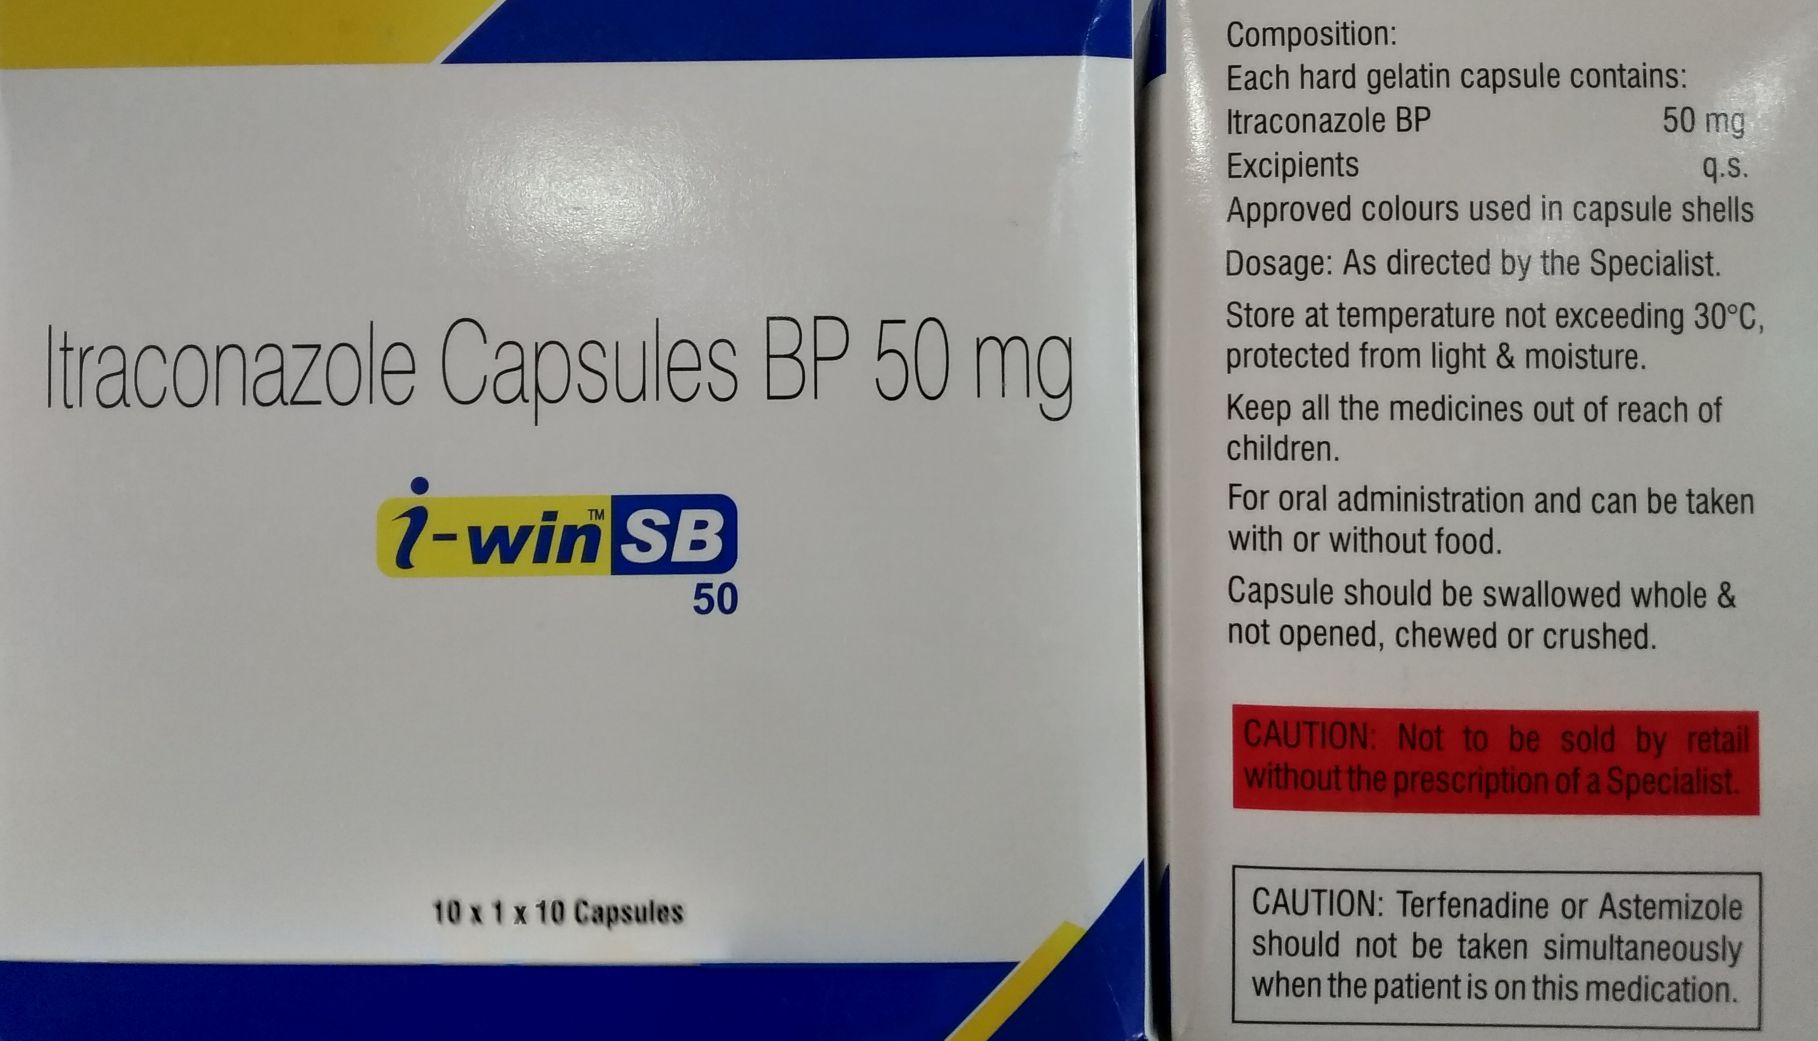 Itraconazole Capsules BP 50 mg
i-win™ SB
50
10 x 1 x 10 Capsules
Composition:
Each hard gelatin capsule contains:
Itraconazole BP 50 mg
Excipients q.s.
Approved colours used in capsule shells
Dosage: As directed by the Specialist.
Store at temperature not exceeding 30°C,
protected from light & moisture.
Keep all the medicines out of reach of
children.
For oral administration and can be taken
with or without food.
Capsule should be swallowed whole &
not opened, chewed or crushed.
CAUTION: Not to be sold by retail
without the prescription of a Specialist.
CAUTION: Terfenadine or Astemizole
should not be taken simultaneously
when the patient is on this medication.